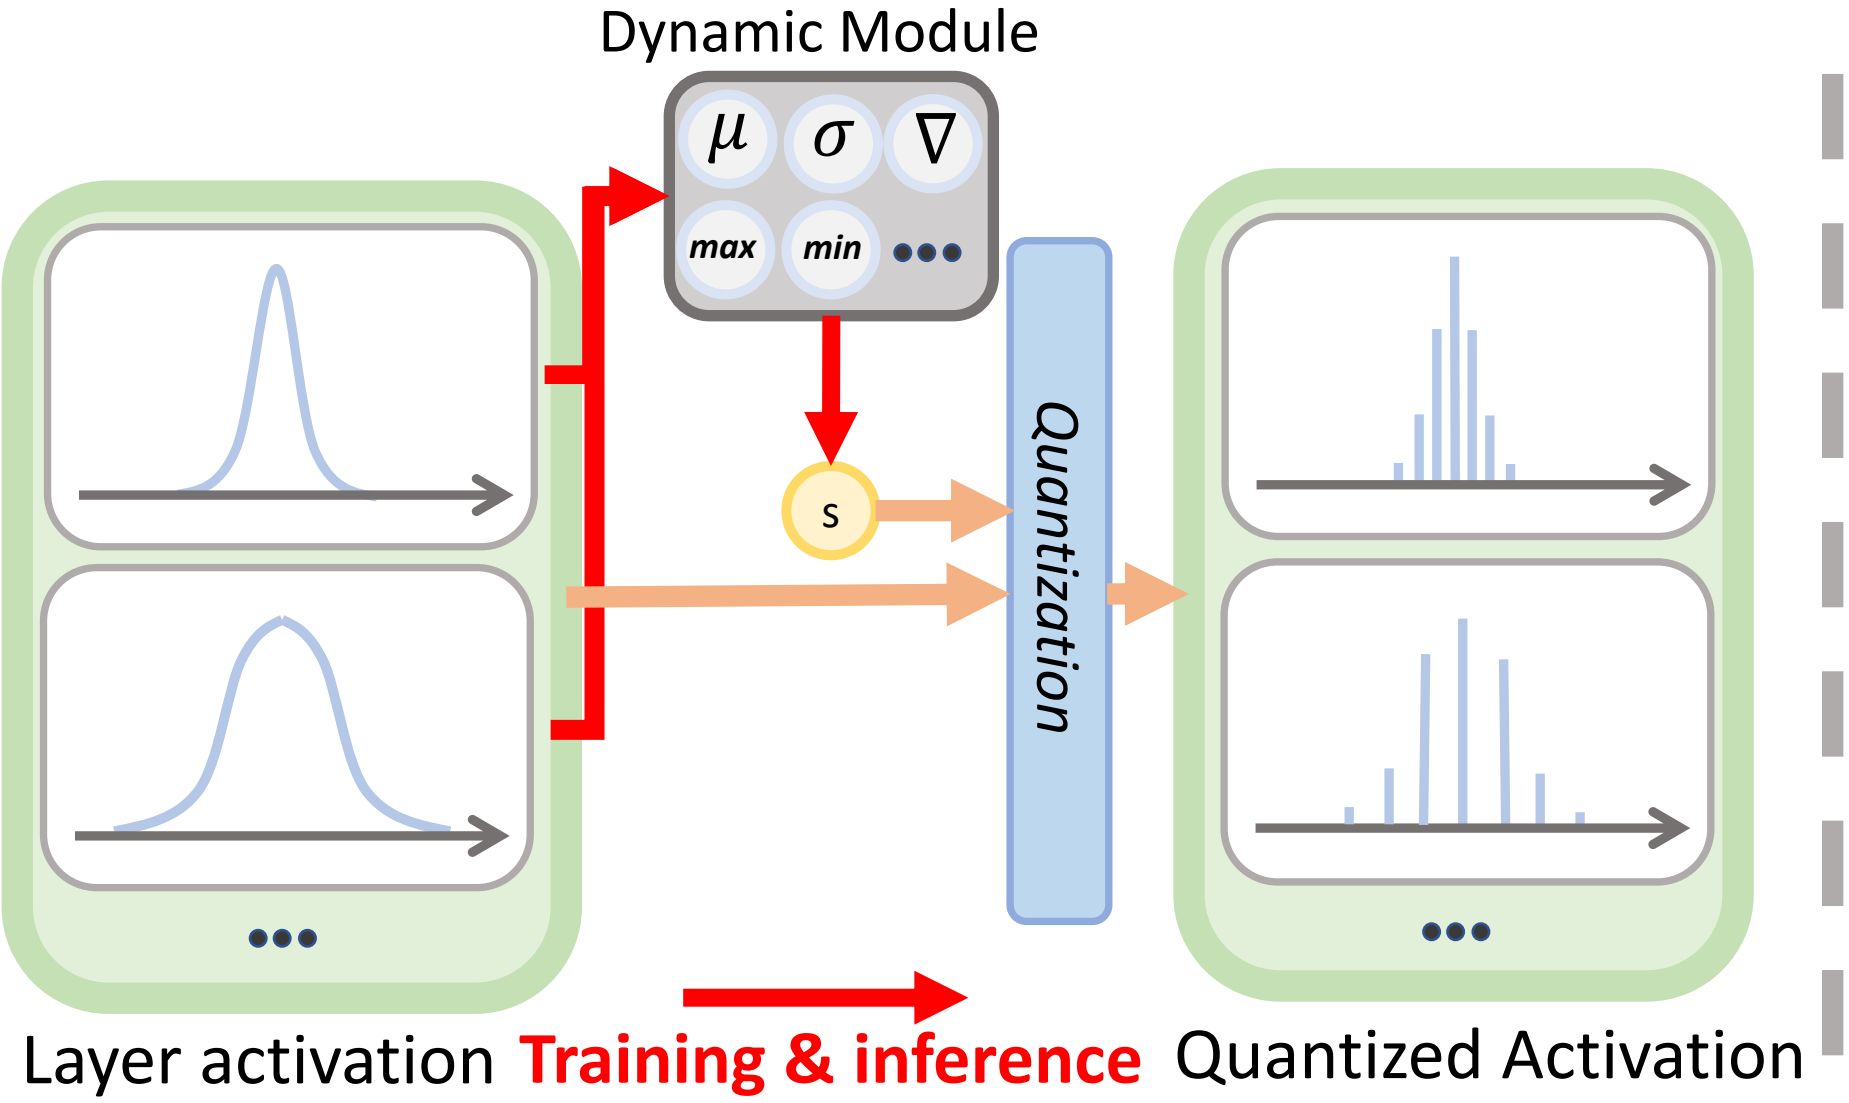 Dynamic Module
μ σ ∇
max min
s
Quantization
Layer activation Training & inference Quantized Activation